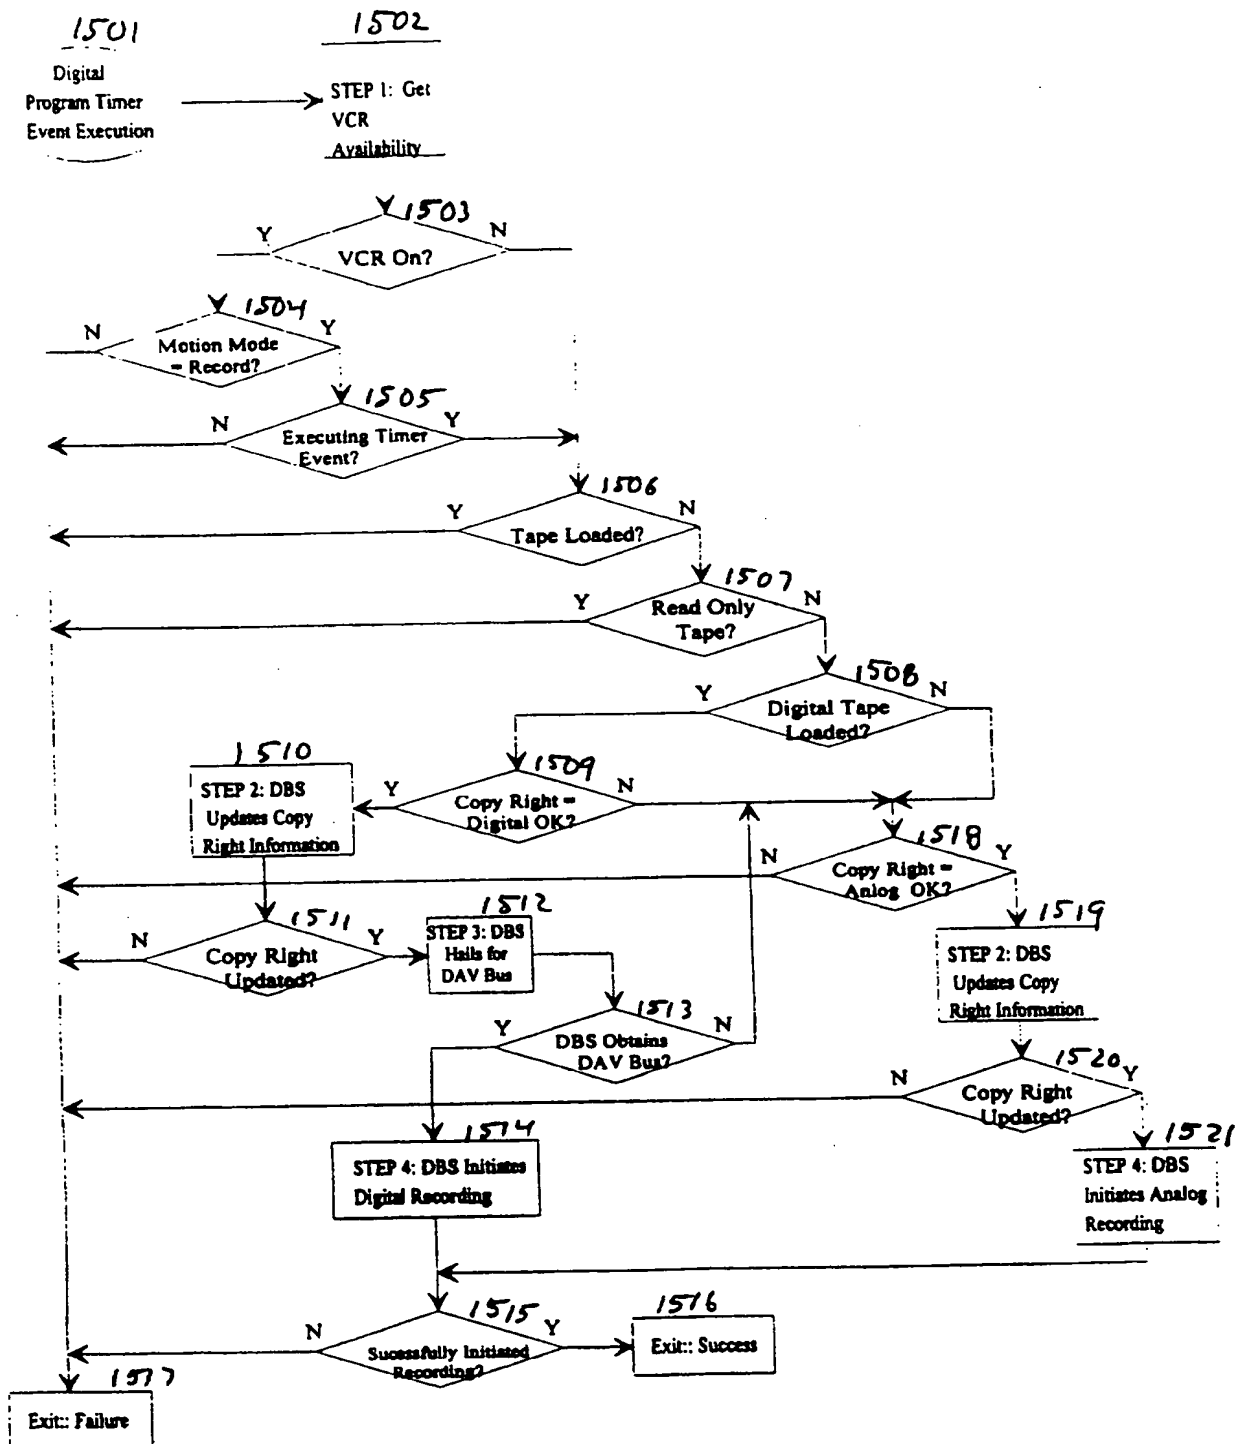 1501
1502
Digital
Program Timer
Event Execution
STEP 1: Get
VCR
Availability
1503
Y
N
VCR On?
1504
N
Y
Motion Mode
= Record?
1505
N
Y
Executing Timer
Event?
1506
Y
N
Tape Loaded?
1507
Y
N
Read Only
Tape?
1508
Y
N
Digital Tape
Loaded?
1510
STEP 2: DBS
Updates Copy
Right Information
1509
Y
N
Copy Right =
Digital OK?
1518
N
Y
Copy Right =
Anlog OK?
1511
N
Y
Copy Right
Updated?
1512
STEP 3: DBS
Hails for
DAV Bus
1519
STEP 2: DBS
Updates Copy
Right Information
1513
Y
N
DBS Obtains
DAV Bus?
1520
N
Y
Copy Right
Updated?
1514
STEP 4: DBS Initiates
Digital Recording
1521
STEP 4: DBS
Initiates Analog
Recording
1515
N
Y
Sucessfully Initiated
Recording?
1516
Exit:: Success
1517
Exit:: Failure